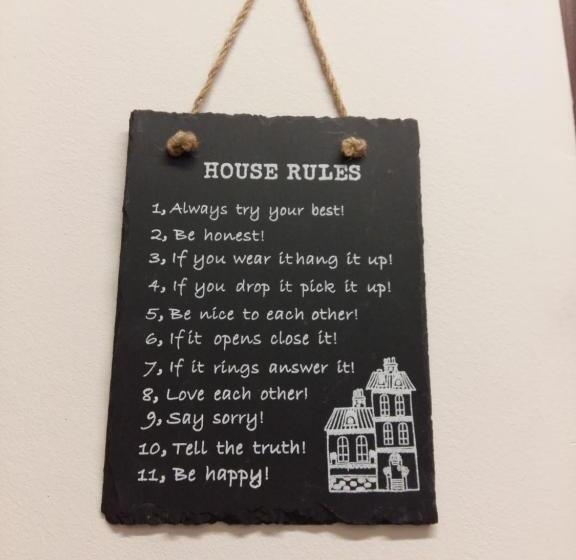 HOUSE RULES
1, Always try your best!
2, Be honest!
3, If you wear it hang it up!
4, If you drop it pick it up!
5, Be nice to each other!
6, If it opens close it!
7, If it rings answer it!
8, Love each other!
9, Say sorry!
10, Tell the truth!
11, Be happy!